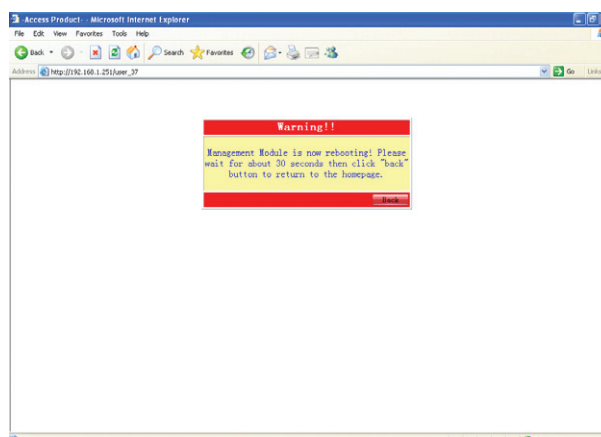 -Access Product- - Microsoft Internet Explorer
File Edit View Favorites Tools Help
Back Search Favorites
Address http://192.160.1.251/user_37 Go Links
Warning!!
Management Module is now rebooting! Please
wait for about 30 seconds then click "back"
button to return to the homepage.
Back